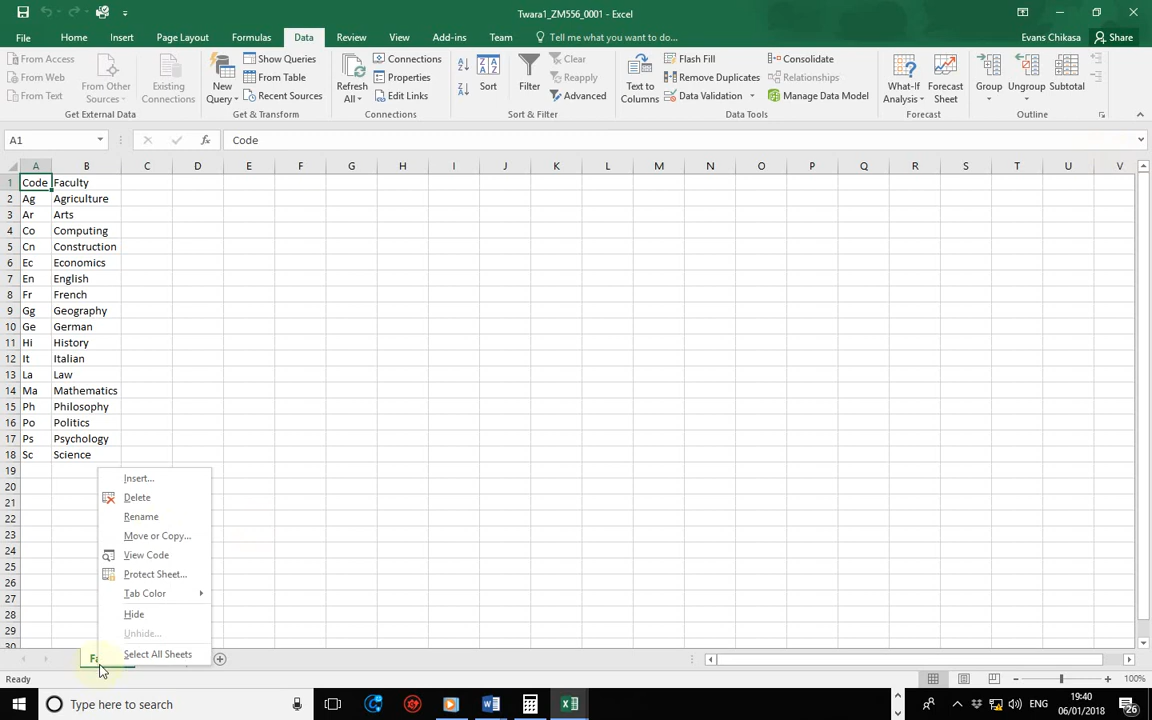 Twara1_ZM556_0001 - Excel
File Home Insert Page Layout Formulas Data Review View Add-ins Team Tell me what you want to do... Evans Chikasa Share
From Access
From Web
From Text
From Other Sources
Existing Connections
Get External Data
New Query
Show Queries
From Table
Recent Sources
Get & Transform
Refresh All
Connections
Properties
Edit Links
Connections
Sort
Filter
Clear
Reapply
Advanced
Sort & Filter
Text to Columns
Flash Fill
Remove Duplicates
Data Validation
Consolidate
Relationships
Manage Data Model
Data Tools
What-If Analysis
Forecast Sheet
Forecast
Group
Ungroup
Subtotal
Outline
A1 fx Code
A B C D E F G H I J K L M N O P Q R S T U V
1 Code Faculty
2 Ag Agriculture
3 Ar Arts
4 Co Computing
5 Cn Construction
6 Ec Economics
7 En English
8 Fr French
9 Gg Geography
10 Ge German
11 Hi History
12 It Italian
13 La Law
14 Ma Mathematics
15 Ph Philosophy
16 Po Politics
17 Ps Psychology
18 Sc Science
19
20
21
22
23
24
25
26
27
28
29
30
Insert...
Delete
Rename
Move or Copy...
View Code
Protect Sheet...
Tab Color
Hide
Unhide...
Select All Sheets
Ready 100%
Type here to search
ENG
19:40
06/01/2018
26